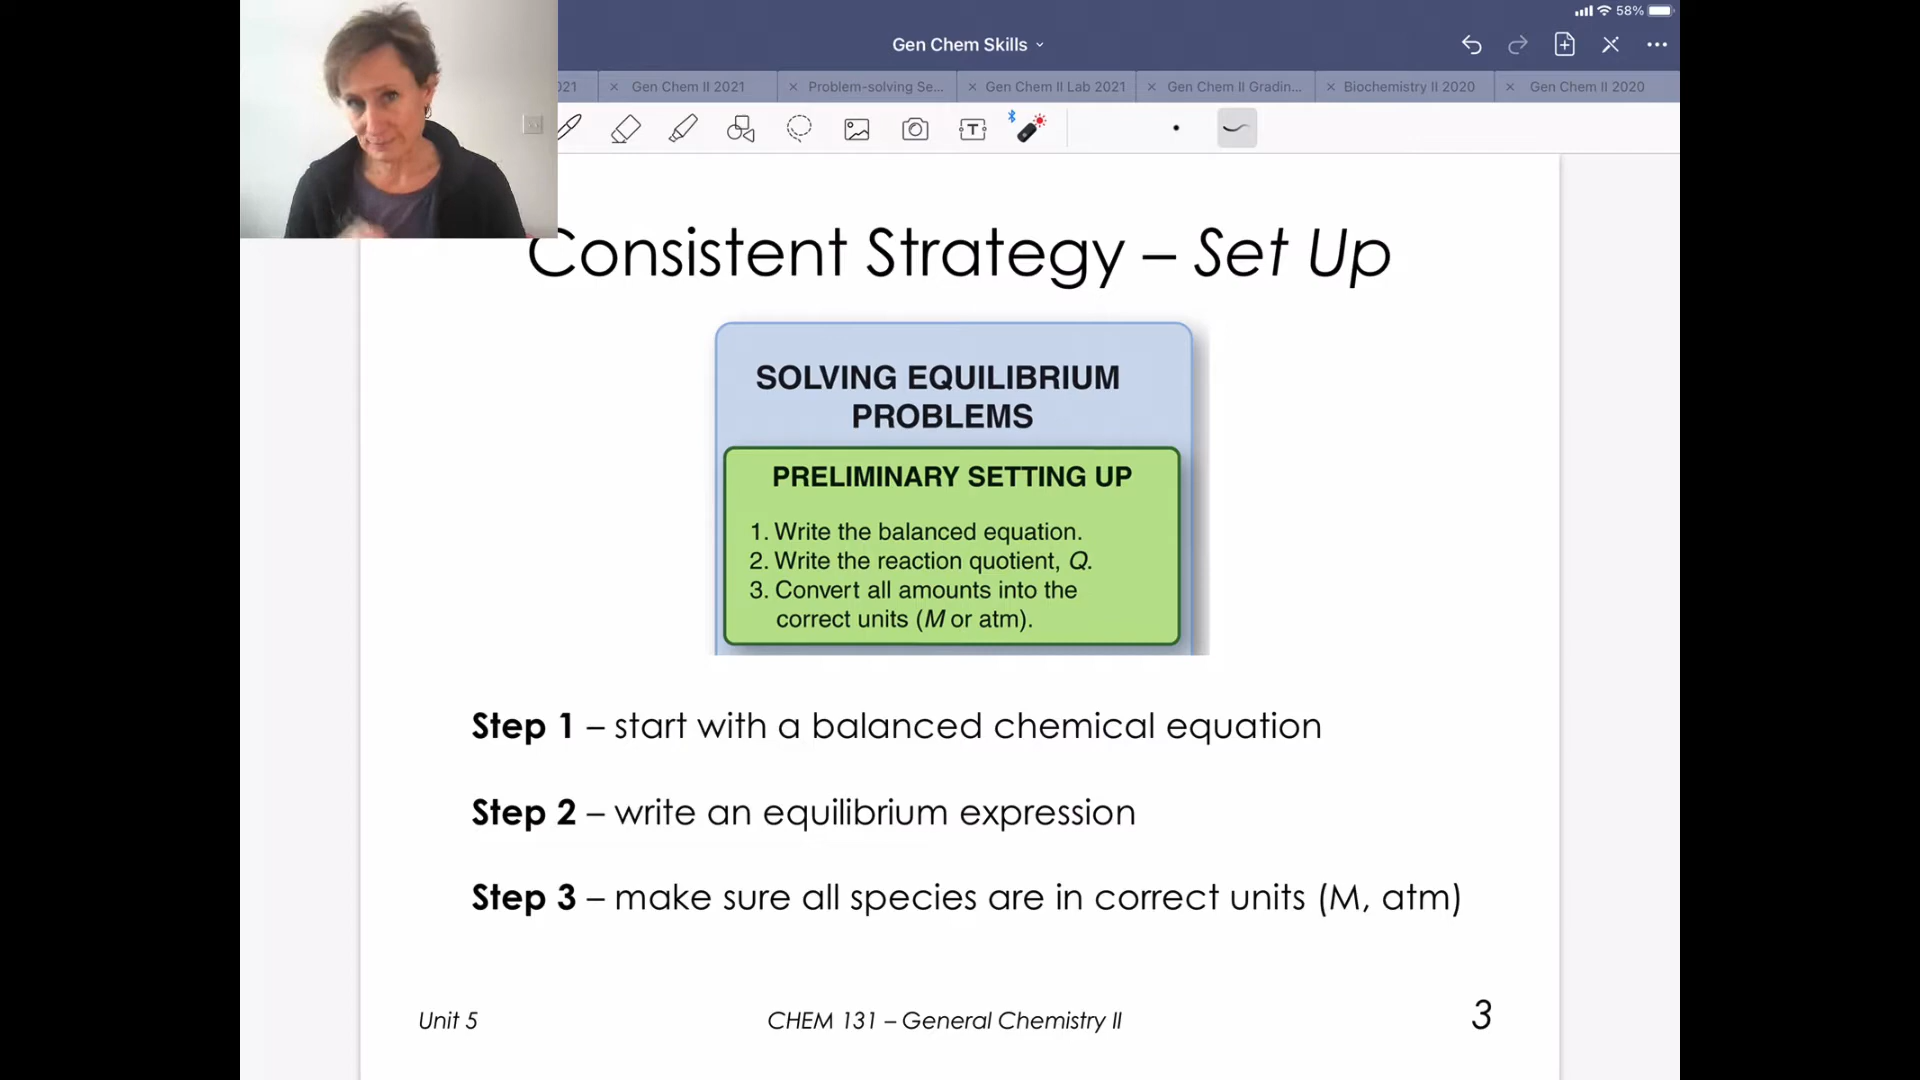 58%
Gen Chem Skills
021
Gen Chem II 2021
Problem-solving Se...
Gen Chem II Lab 2021
Gen Chem II Gradin...
Biochemistry II 2020
Gen Chem II 2020
T
Consistent Strategy – Set Up
SOLVING EQUILIBRIUM
PROBLEMS
PRELIMINARY SETTING UP
1. Write the balanced equation.
2. Write the reaction quotient, Q.
3. Convert all amounts into the
correct units (M or atm).
Step 1 – start with a balanced chemical equation
Step 2 – write an equilibrium expression
Step 3 – make sure all species are in correct units (M, atm)
Unit 5
CHEM 131 – General Chemistry II
3